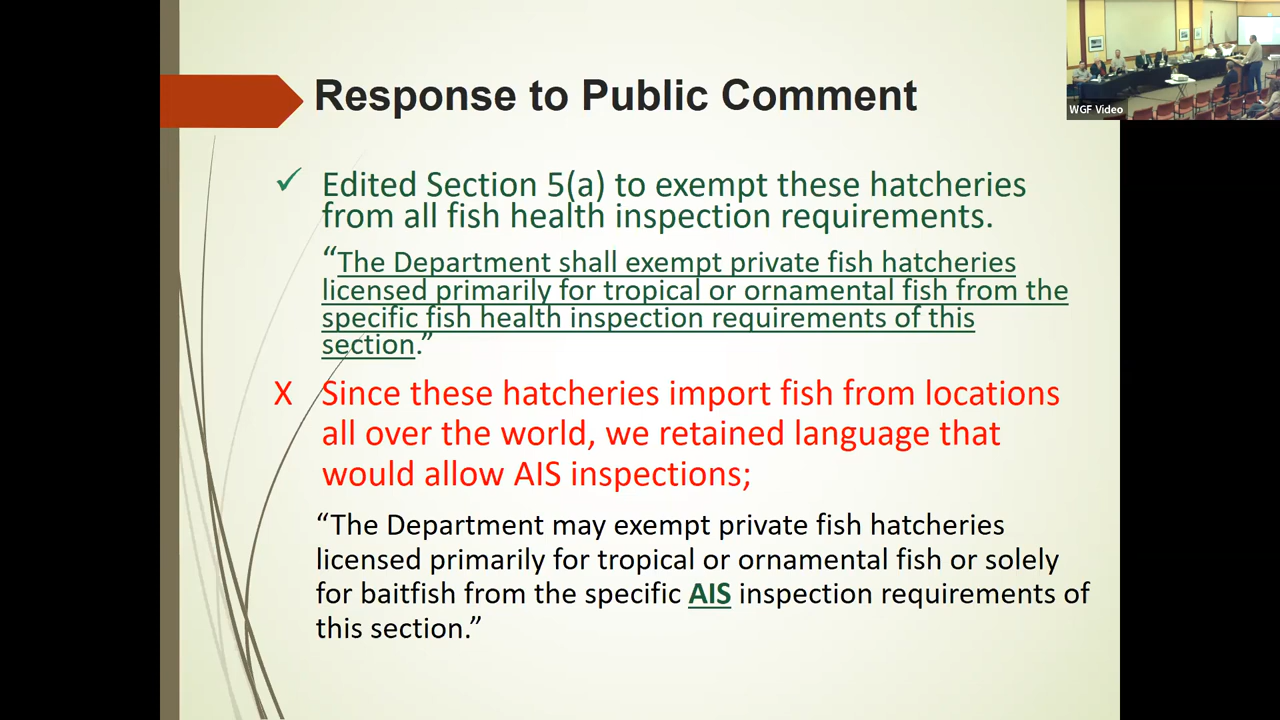 Response to Public Comment
WGF Video
✓ Edited Section 5(a) to exempt these hatcheries
from all fish health inspection requirements.
“The Department shall exempt private fish hatcheries
licensed primarily for tropical or ornamental fish from the
specific fish health inspection requirements of this
section.”
X Since these hatcheries import fish from locations
all over the world, we retained language that
would allow AIS inspections;
“The Department may exempt private fish hatcheries
licensed primarily for tropical or ornamental fish or solely
for baitfish from the specific AIS inspection requirements of
this section.”